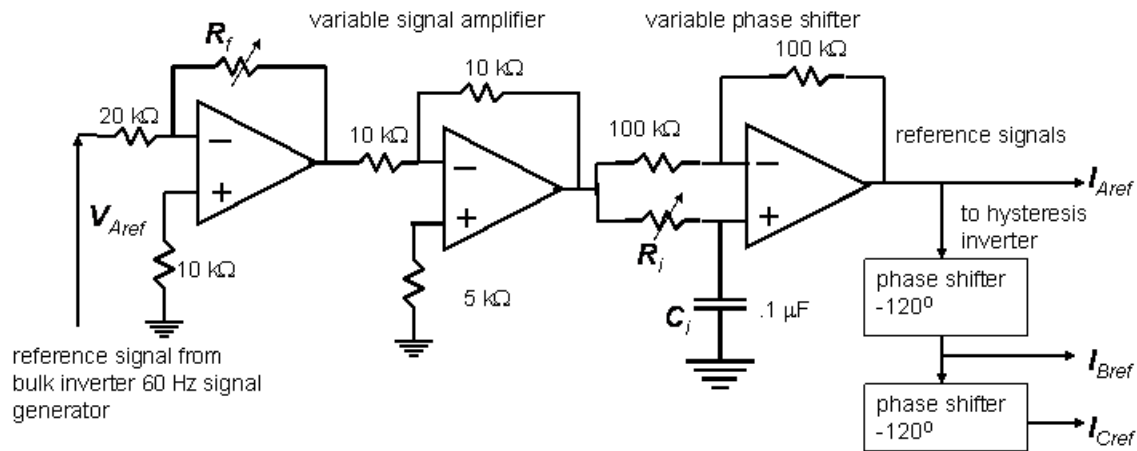 variable signal amplifier
variable phase shifter
R_f
10 kΩ
100 kΩ
20 kΩ
10 kΩ
100 kΩ
reference signals
−
−
−
+
+
+
V_Aref
I_Aref
to hysteresis
inverter
R_i
10 kΩ
5 kΩ
C_i
.1 μF
phase shifter
-120º
reference signal from
bulk inverter 60 Hz signal
generator
I_Bref
phase shifter
-120º
I_Cref